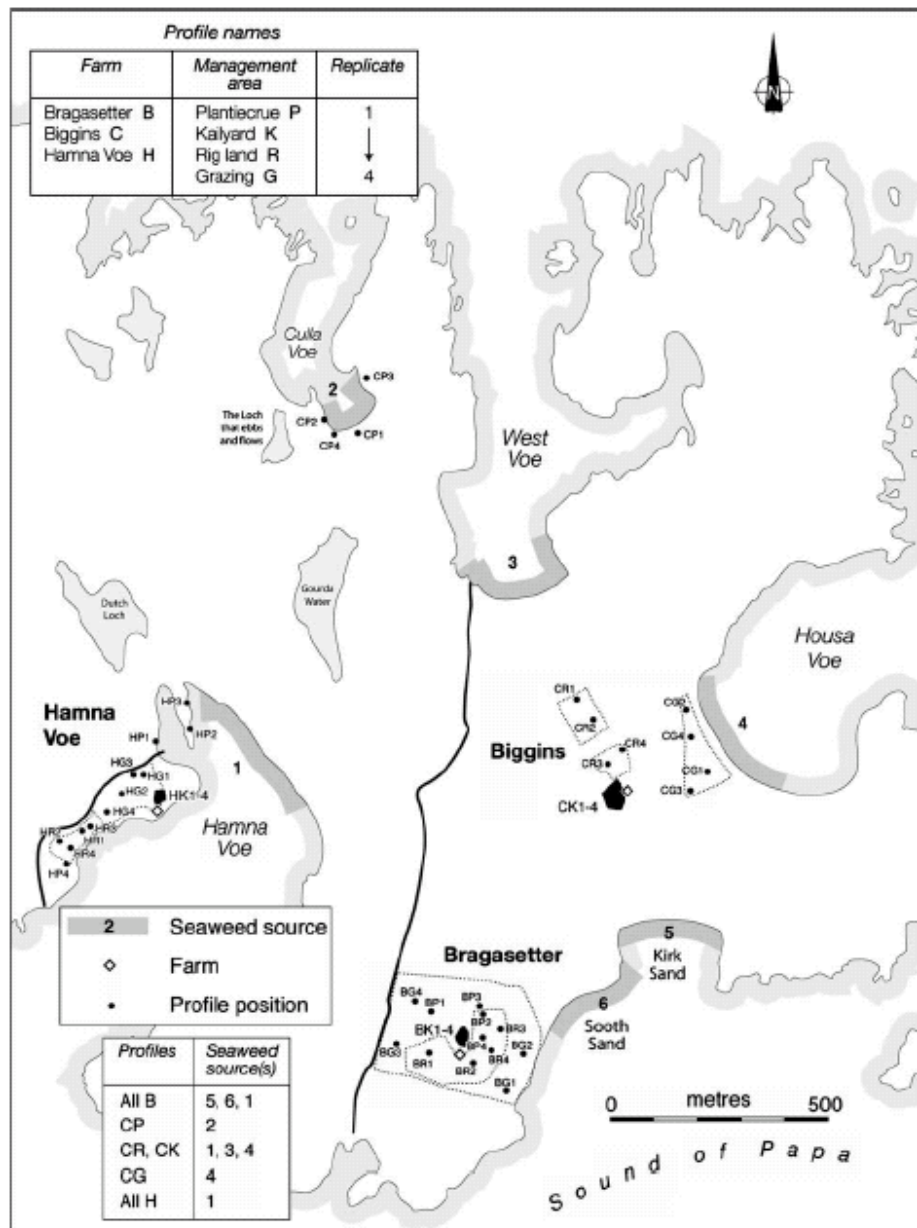 Profile names
Farm Management area Replicate
Bragasetter B Plantiecrue P 1
Biggins C Kailyard K
Hamna Voe H Rig land R
Grazing G 4
N
Culla Voe
2
CP3
The Loch that ebbs and flows
CP2
CP4
CP1
West Voe
3
Dutch Loch
Gourda Water
Housa Voe
Hamna Voe
HP3
HP2
HP1
1
HG3
HG1
HG2
HK1-4
HG4
HR3
HR2
HR1
HR4
HP4
Hamna Voe
CR1
CR2
Biggins
CR4
CR3
CK1-4
CG2
CG4
CG1
CG3
4
2 Seaweed source
Farm
Profile position
Bragasetter
BG4
BP1
BP3
BP2
BK1-4
BR3
BP4
BG3
BR1
BR4
BG2
BR2
BG1
5
Kirk Sand
6
Sooth Sand
Profiles Seaweed source(s)
All B 5, 6, 1
CP 2
CR, CK 1, 3, 4
CG 4
All H 1
0 metres 500
Sound of Papa